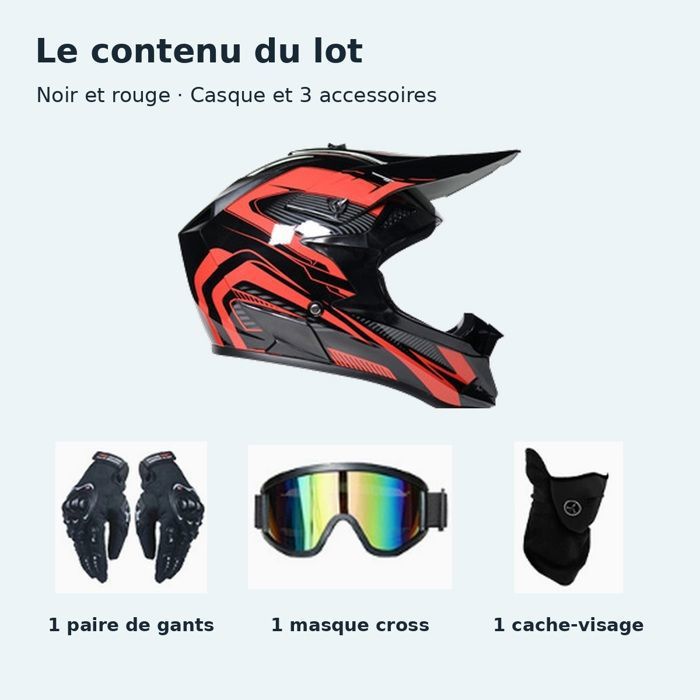 Le contenu du lot
Noir et rouge · Casque et 3 accessoires
1 paire de gants
1 masque cross
1 cache-visage